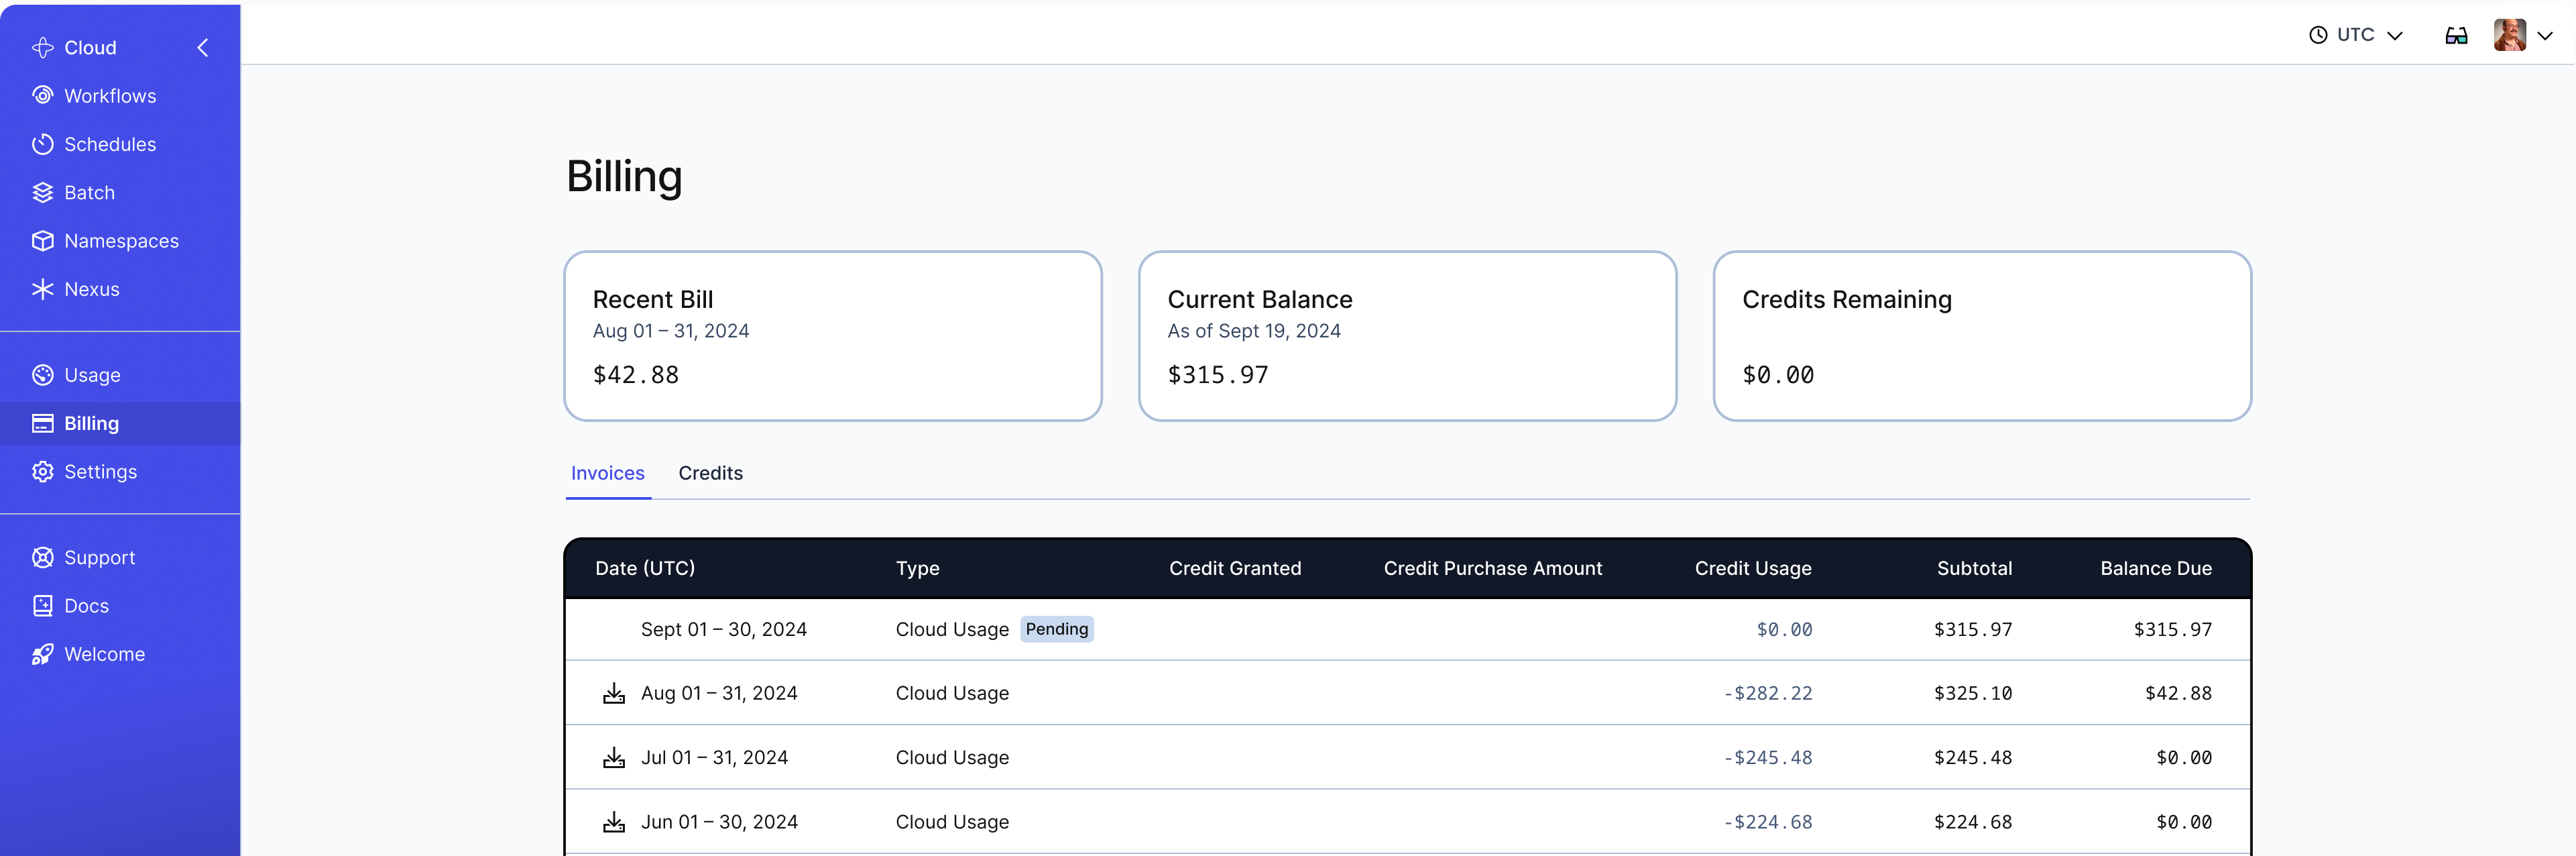 Cloud
Workflows
Schedules
Batch
Namespaces
Nexus
Usage
Billing
Settings
Support
Docs
Welcome
UTC
Billing
Recent Bill
Aug 01 – 31, 2024
$42.88
Current Balance
As of Sept 19, 2024
$315.97
Credits Remaining
$0.00
Invoices Credits
Date (UTC) Type Credit Granted Credit Purchase Amount Credit Usage Subtotal Balance Due
Sept 01 – 30, 2024 Cloud Usage Pending $0.00 $315.97 $315.97
Aug 01 – 31, 2024 Cloud Usage -$282.22 $325.10 $42.88
Jul 01 – 31, 2024 Cloud Usage -$245.48 $245.48 $0.00
Jun 01 – 30, 2024 Cloud Usage -$224.68 $224.68 $0.00